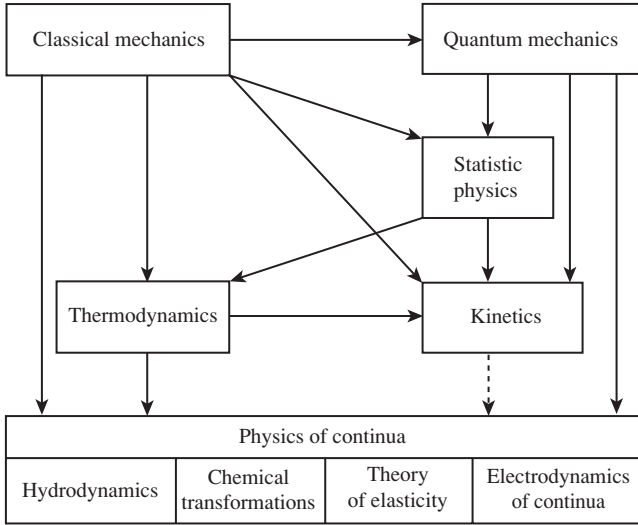 Classical mechanics
Quantum mechanics
Statistic
physics
Thermodynamics
Kinetics
Physics of continua
Hydrodynamics
Chemical
transformations
Theory
of elasticity
Electrodynamics
of continua